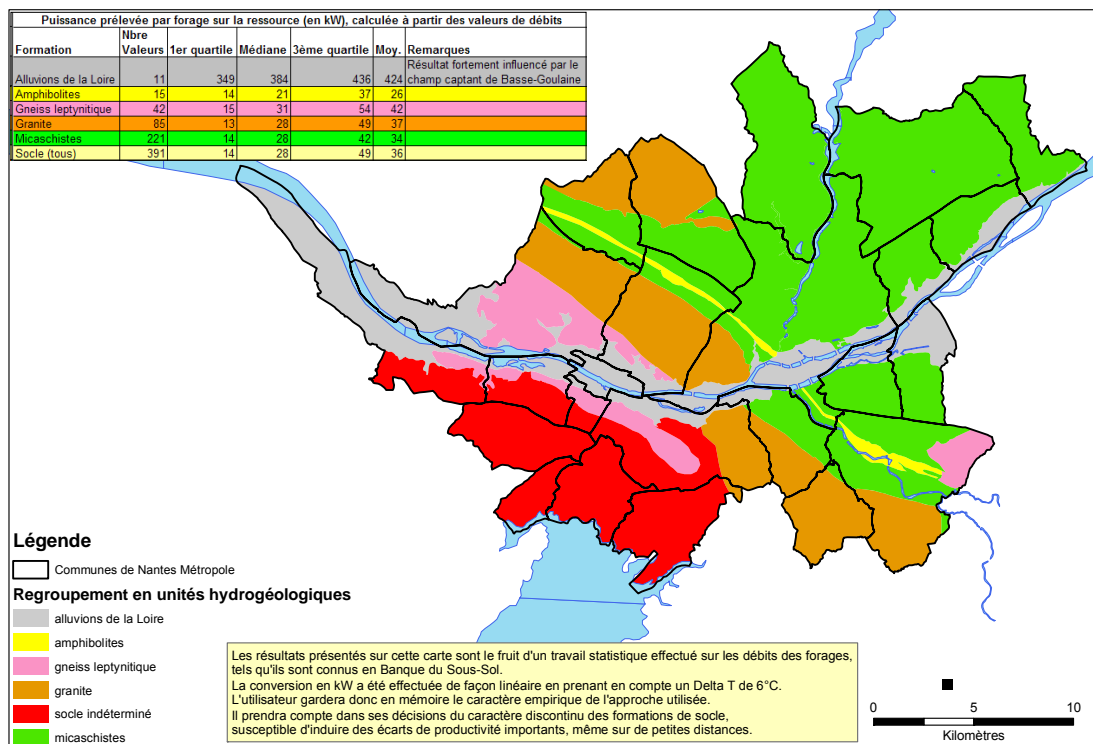 Puissance prélevée par forage sur la ressource (en kW), calculée à partir des valeurs de débits
Formation Nbre Valeurs 1er quartile Médiane 3ème quartile Moy. Remarques
Alluvions de la Loire 11 349 384 436 424 Résultat fortement influencé par le champ captant de Basse-Goulaine
Amphibolites 15 14 21 37 26
Gneiss leptynitique 42 15 31 54 42
Granite 85 13 28 49 37
Micaschistes 221 14 28 42 34
Socle (tous) 391 14 28 49 36
Légende
Communes de Nantes Métropole
Regroupement en unités hydrogéologiques
alluvions de la Loire
amphibolites
gneiss leptynitique
granite
socle indéterminé
micaschistes
Les résultats présentés sur cette carte sont le fruit d'un travail statistique effectué sur les débits des forages,
tels qu'ils sont connus en Banque du Sous-Sol.
La conversion en kW a été effectuée de façon linéaire en prenant en compte un Delta T de 6°C.
L'utilisateur gardera donc en mémoire le caractère empirique de l'approche utilisée.
Il prendra compte dans ses décisions du caractère discontinu des formations de socle,
susceptible d'induire des écarts de productivité importants, même sur de petites distances.
0 5 10
Kilomètres